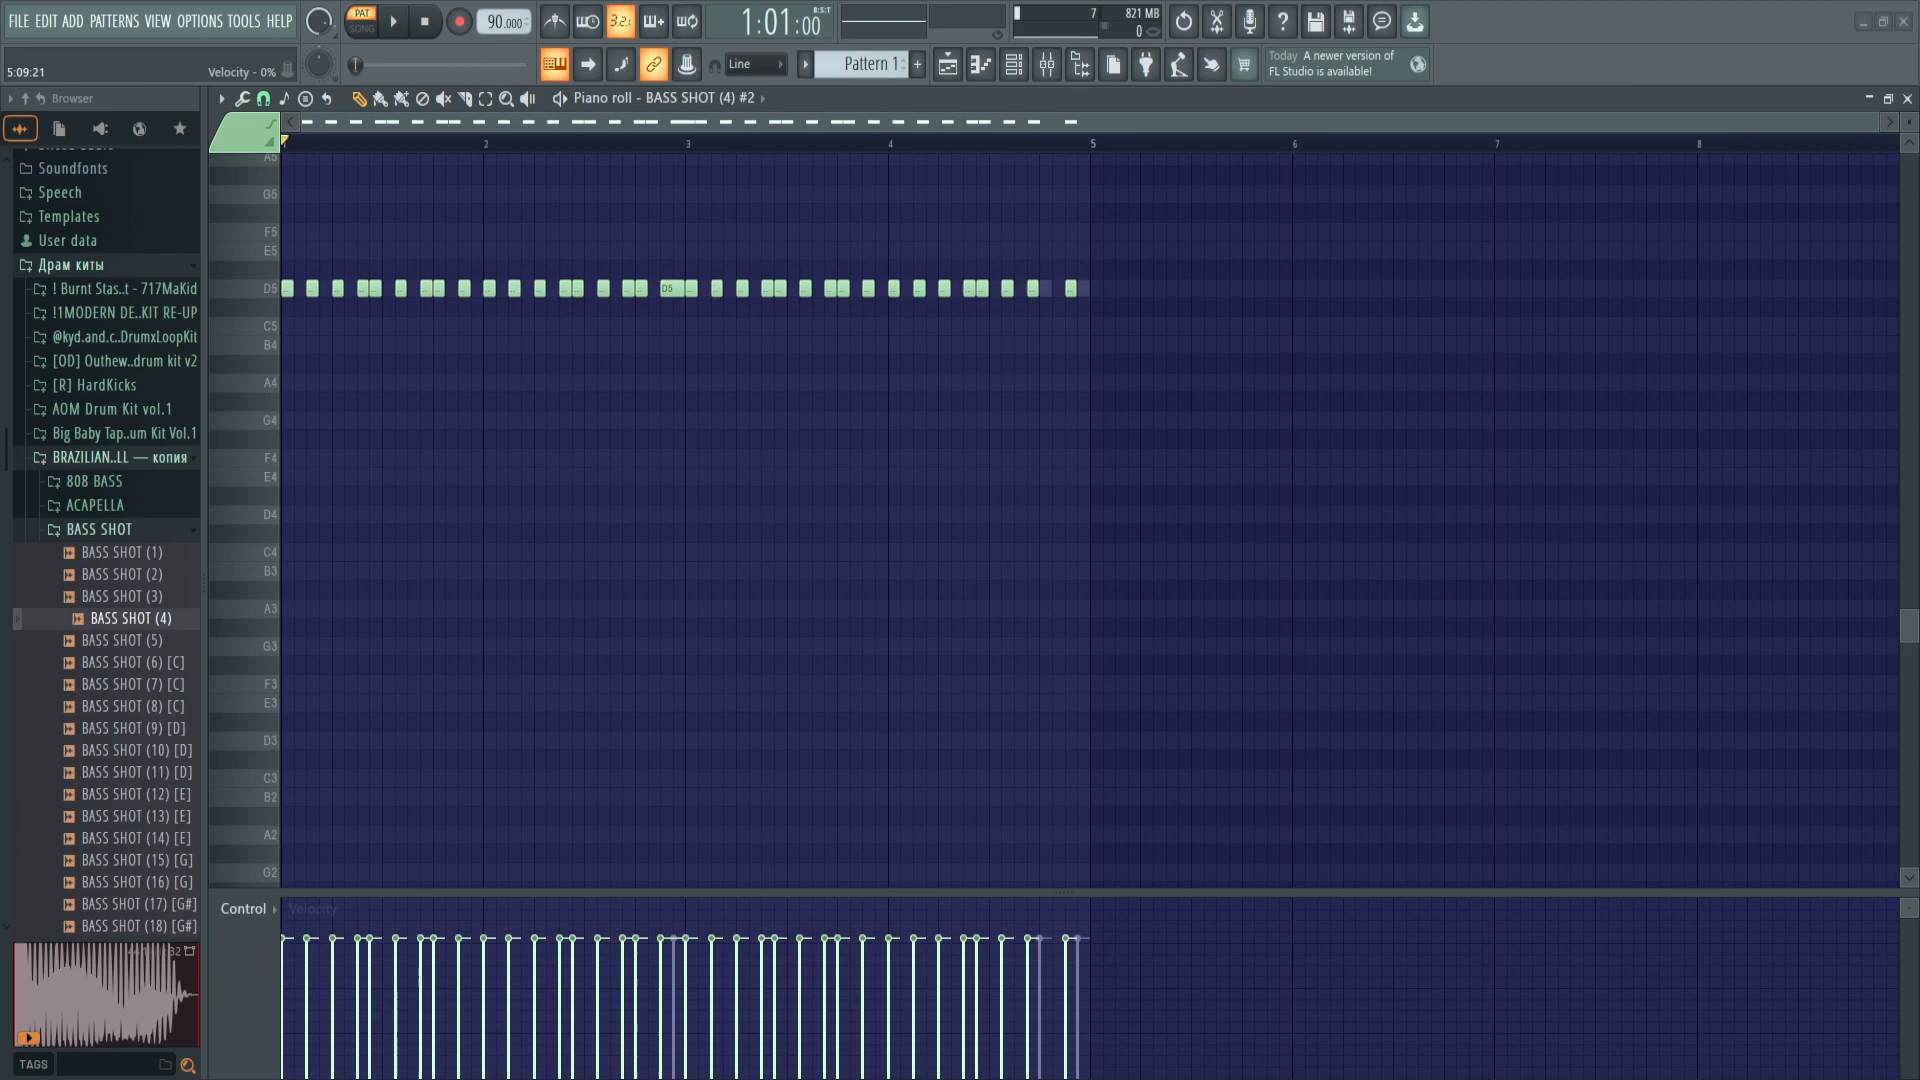 FILE EDIT ADD PATTERNS VIEW OPTIONS TOOLS HELP
PAT
SONG
90.000
3.2.
1:01:00
B:S:T
7
821 MB
0
5:09:21
Velocity - 0%
Line
Pattern 1
+
Today A newer version of
FL Studio is available!
Browser
Piano roll - BASS SHOT (4) #2
2
3
4
5
6
7
8
Soundfonts
Speech
Templates
User data
Драм киты
! Burnt Stas..t - 717MaKid
!1MODERN DE..KIT RE-UP
@kyd.and.c..DrumxLoopKit
[OD] Outhew..drum kit v2
[R] HardKicks
AOM Drum Kit vol.1
Big Baby Tap..um Kit Vol.1
BRAZILIAN..LL — копия
808 BASS
ACAPELLA
BASS SHOT
BASS SHOT (1)
BASS SHOT (2)
BASS SHOT (3)
BASS SHOT (4)
BASS SHOT (5)
BASS SHOT (6) [C]
BASS SHOT (7) [C]
BASS SHOT (8) [C]
BASS SHOT (9) [D]
BASS SHOT (10) [D]
BASS SHOT (11) [D]
BASS SHOT (12) [E]
BASS SHOT (13) [E]
BASS SHOT (14) [E]
BASS SHOT (15) [G]
BASS SHOT (16) [G]
BASS SHOT (17) [G#]
BASS SHOT (18) [G#]
TAGS
A5
G5
F5
E5
D5
D5
C5
B4
A4
G4
F4
E4
D4
C4
B3
A3
G3
F3
E3
D3
C3
B2
A2
G2
Control
Velocity